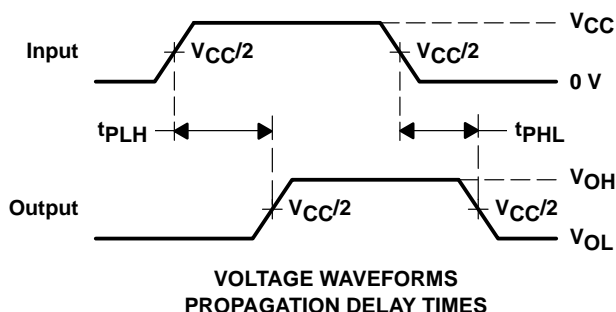 VCC
Input
VCC/2
VCC/2
0 V
tPLH
tPHL
VOH
Output
VCC/2
VCC/2
VOL
VOLTAGE WAVEFORMS
PROPAGATION DELAY TIMES